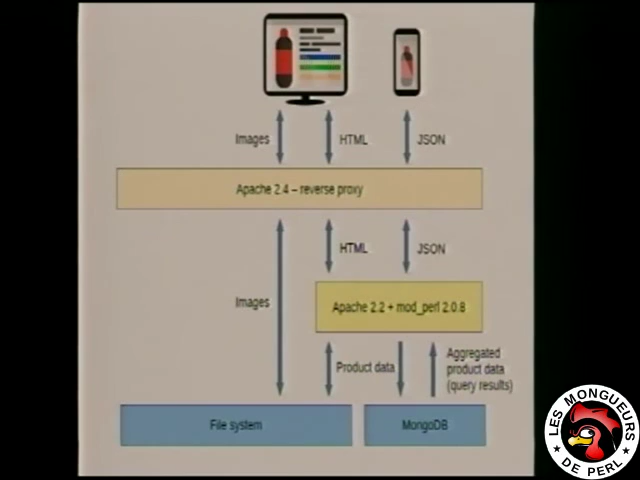 Images
HTML
JSON
Apache 2.4 – reverse proxy
HTML
JSON
Images
Apache 2.2 + mod_perl 2.0.8
Product data
Aggregated
product data
(query results)
File system
MongoDB
LES MONGUEURS
DE PERL